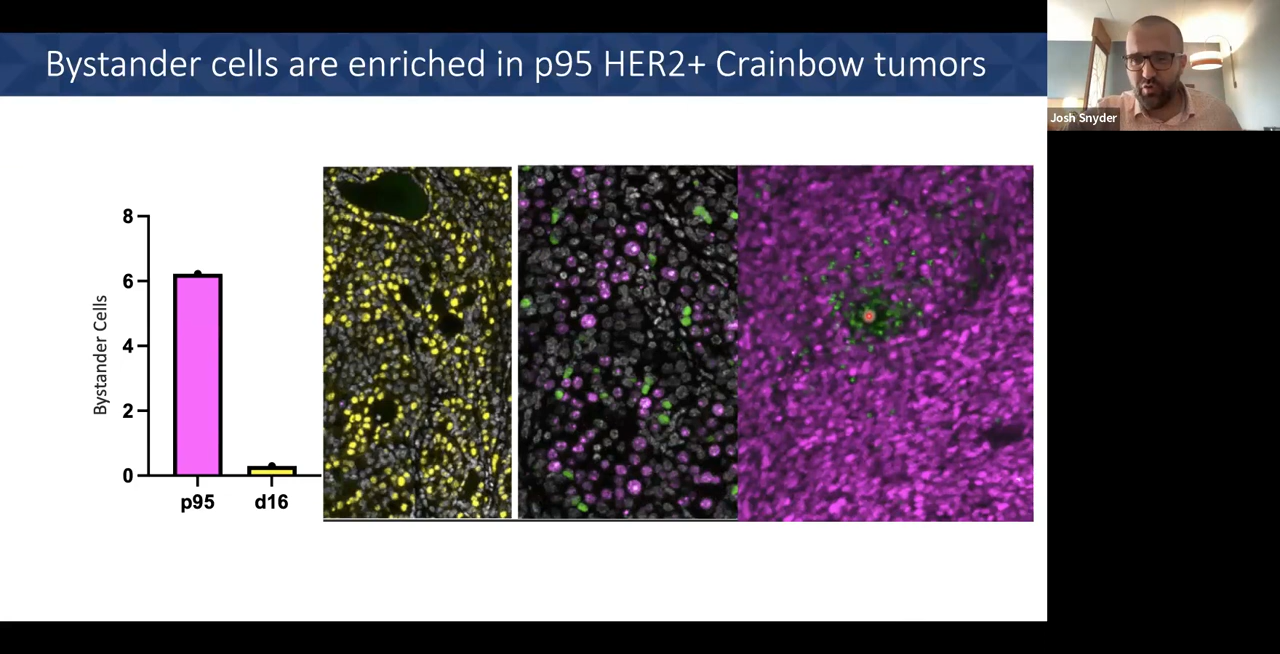 Bystander cells are enriched in p95 HER2+ Crainbow tumors
Josh Snyder
Bystander Cells
8
6
4
2
0
p95
d16